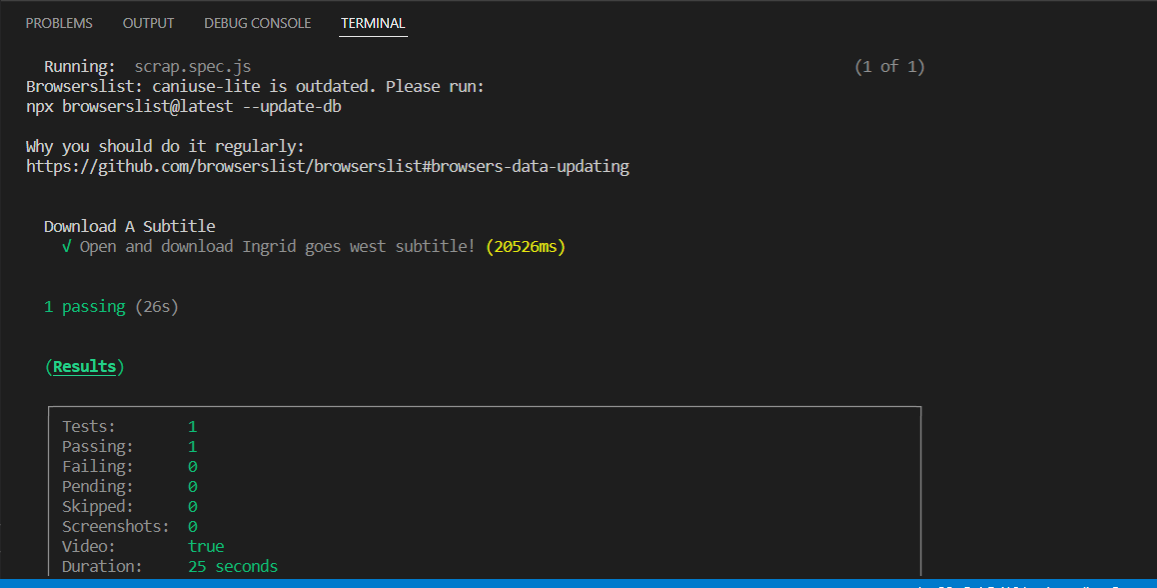 PROBLEMS OUTPUT DEBUG CONSOLE TERMINAL
Running: scrap.spec.js (1 of 1)
Browserslist: caniuse-lite is outdated. Please run:
npx browserslist@latest --update-db
Why you should do it regularly:
https://github.com/browserslist/browserslist#browsers-data-updating
Download A Subtitle
√ Open and download Ingrid goes west subtitle! (20526ms)
1 passing (26s)
(Results)
Tests: 1
Passing: 1
Failing: 0
Pending: 0
Skipped: 0
Screenshots: 0
Video: true
Duration: 25 seconds